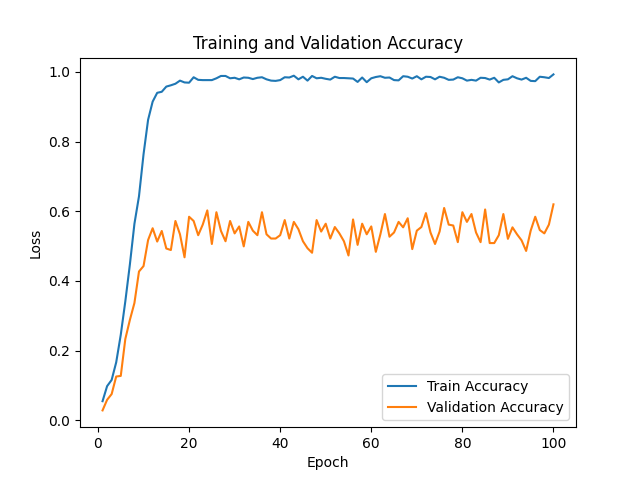 Training and Validation Accuracy
1.0
0.8
0.6
0.4
0.2
0.0
Loss
Train Accuracy
Validation Accuracy
0 20 40 60 80 100
Epoch